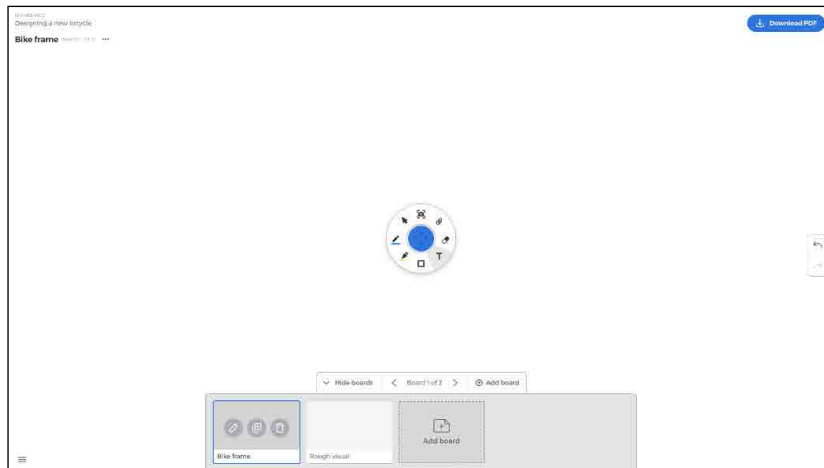 Designing a new bicycle
Download PDF
Bike frame
T
Hide boards
Board 1 of 2
Add board
Add board
Bike frame
Rough visual